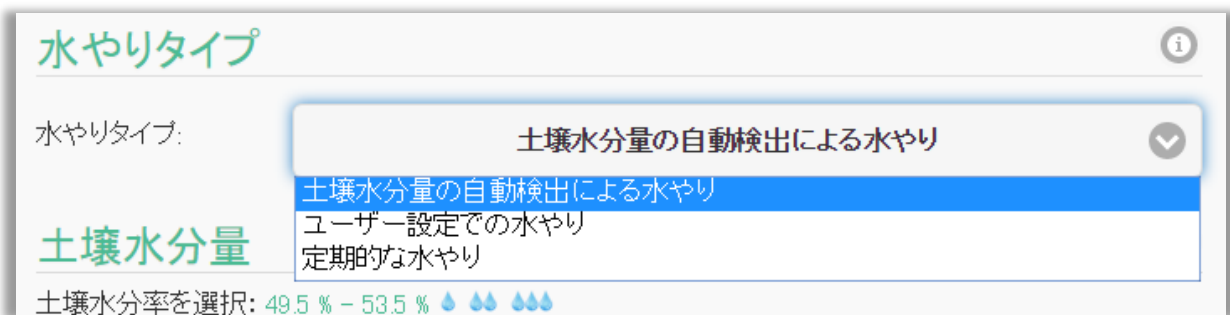 水やりタイプ
水やりタイプ:
土壌水分量の自動検出による水やり
土壌水分量の自動検出による水やり
ユーザー設定での水やり
定期的な水やり
土壌水分量
土壌水分率を選択: 49.5 % – 53.5 %